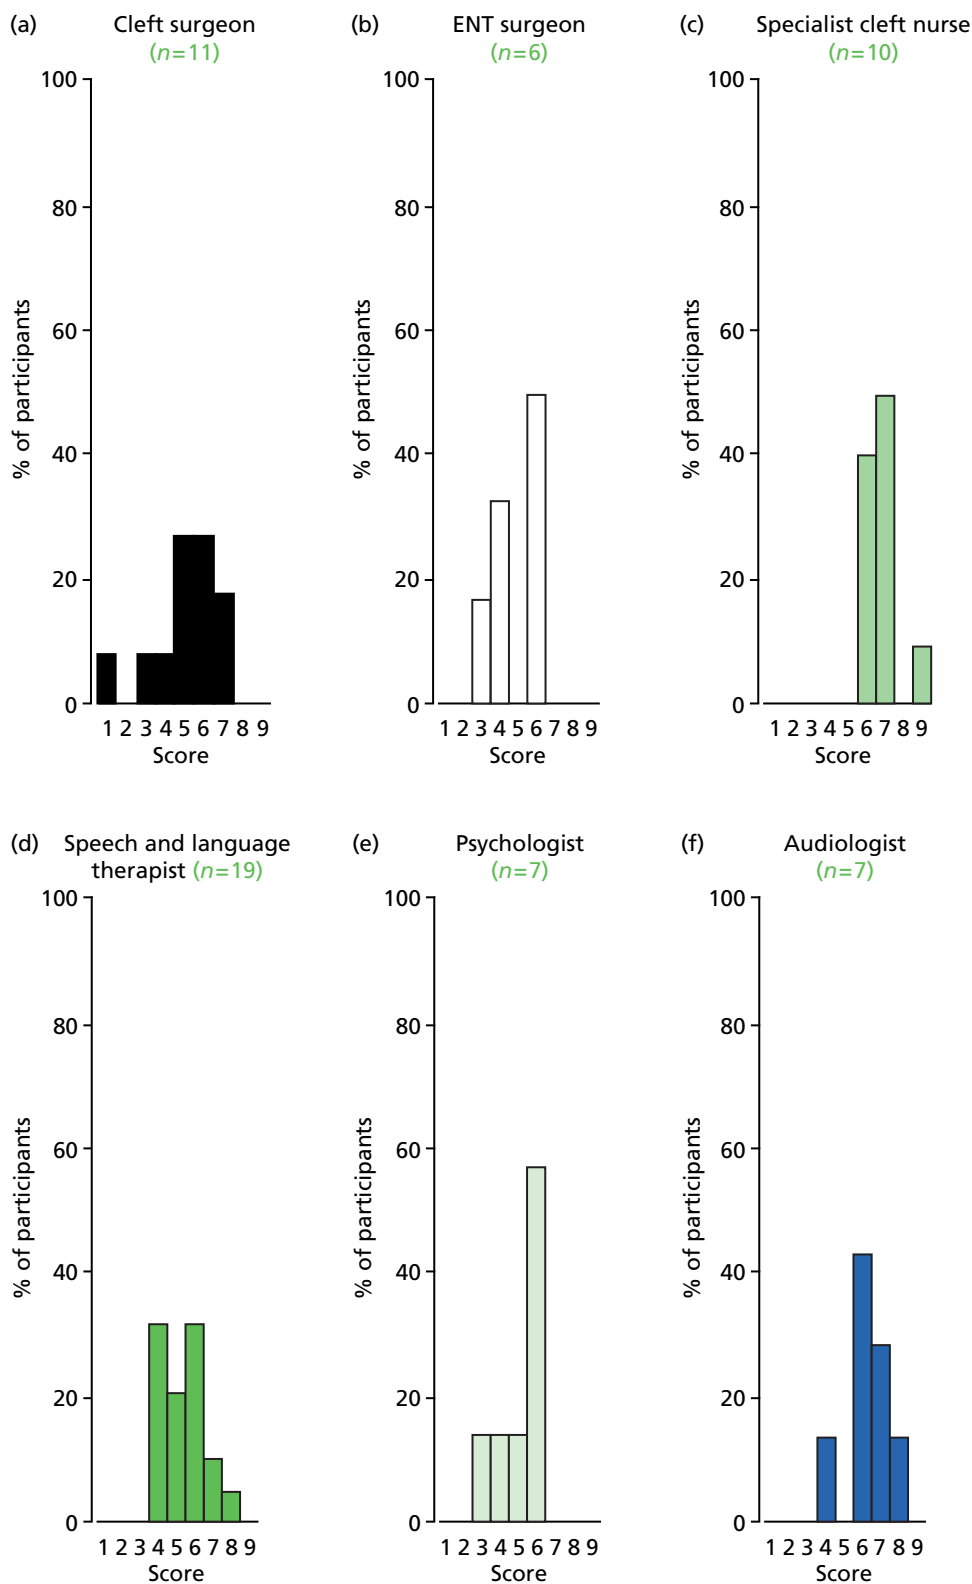 (a) Cleft surgeon
(n=11)
100
80
60
40
20
0
% of participants
1 2 3 4 5 6 7 8 9
Score
(b) ENT surgeon
(n=6)
100
80
60
40
20
0
% of participants
1 2 3 4 5 6 7 8 9
Score
(c) Specialist cleft nurse
(n=10)
100
80
60
40
20
0
% of participants
1 2 3 4 5 6 7 8 9
Score
(d) Speech and language
therapist (n=19)
100
80
60
40
20
0
% of participants
1 2 3 4 5 6 7 8 9
Score
(e) Psychologist
(n=7)
100
80
60
40
20
0
% of participants
1 2 3 4 5 6 7 8 9
Score
(f) Audiologist
(n=7)
100
80
60
40
20
0
% of participants
1 2 3 4 5 6 7 8 9
Score